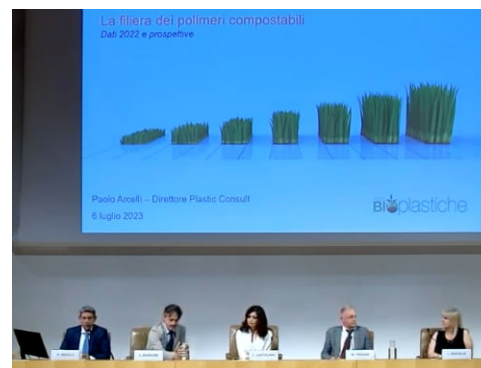 La filiera dei polimeri compostabili
Dati 2022 e prospettive
Paolo Arcelli – Direttore Plastic Consult
6 luglio 2023
BIOplastiche